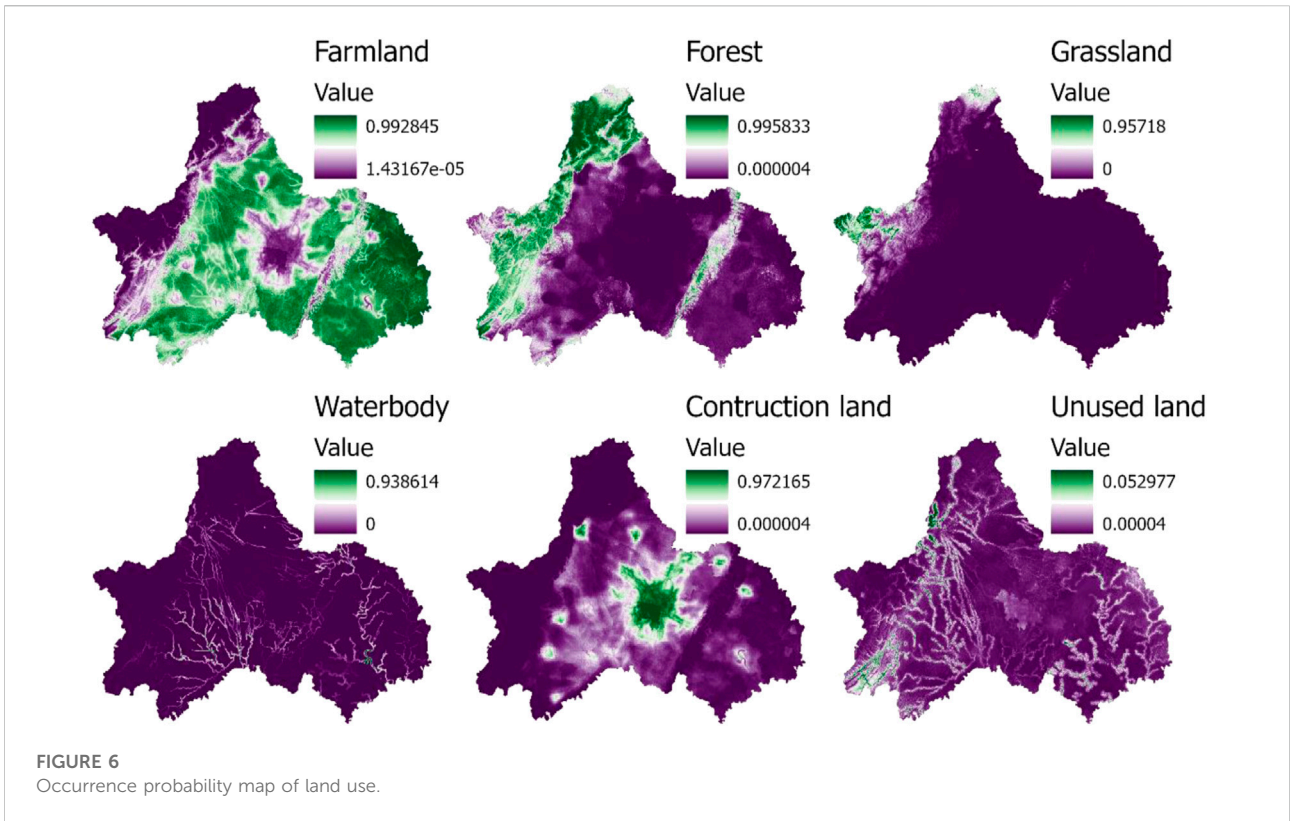 Farmland
Value
0.992845
1.43167e-05
Forest
Value
0.995833
0.000004
Grassland
Value
0.95718
0
Waterbody
Value
0.938614
0
Contruction land
Value
0.972165
0.000004
Unused land
Value
0.052977
0.00004
FIGURE 6
Occurrence probability map of land use.